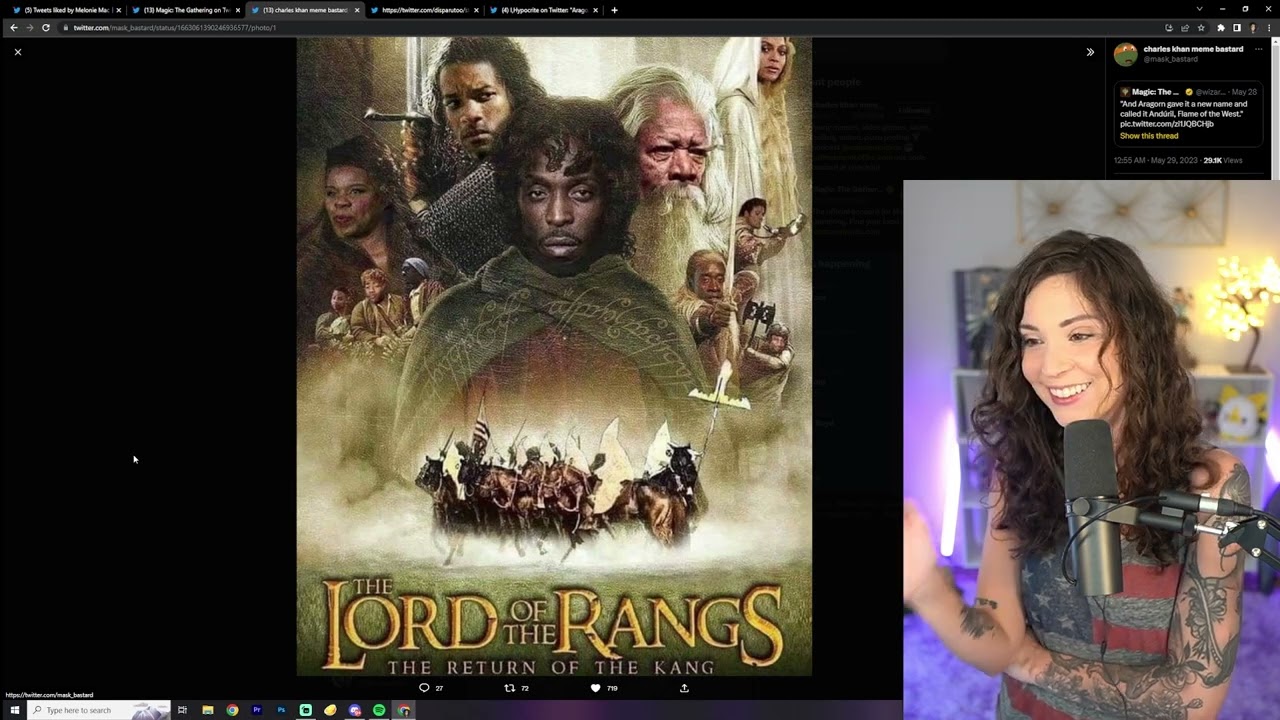 (5) Tweets liked by Melonie Mac
(13) Magic: The Gathering on Tw
(13) charles khan meme bastard
https://twitter.com/disparutoo/
(4) I,Hypocrite on Twitter: "Arag
twitter.com/mask_bastard/status/1663061390246936577/photo/1
charles khan meme bastard
@mask_bastard
Magic: The ... @wizar... · May 28
"And Aragorn gave it a new name and
called it Andúril, Flame of the West."
pic.twitter.com/zi1IQBCHjb
Show this thread
12:55 AM · May 29, 2023 · 29.1K Views
THE
LORD OF THE RANGS
THE RETURN OF THE KANG
27
72
719
https://twitter.com/mask_bastard
Type here to search